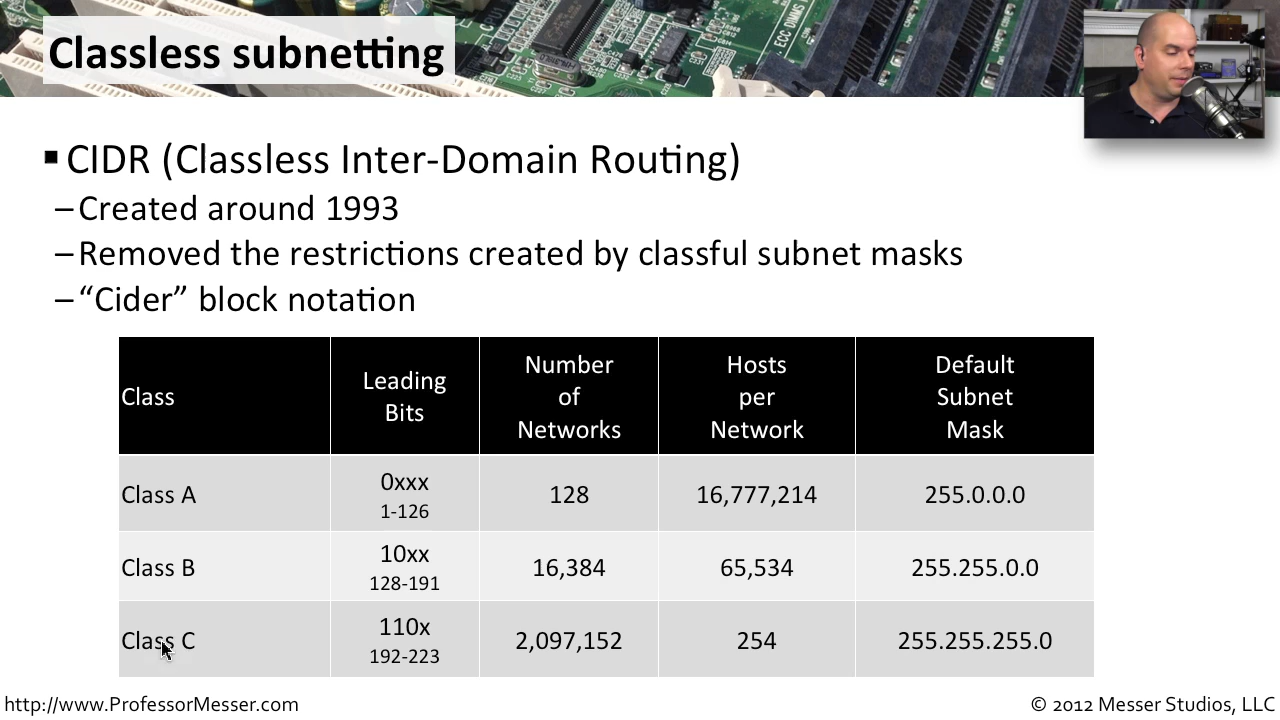 Classless subnetting
ECC DIMMS
▪ CIDR (Classless Inter-Domain Routing)
– Created around 1993
– Removed the restrictions created by classful subnet masks
– “Cider” block notation
Class
Leading
Bits
Number
of
Networks
Hosts
per
Network
Default
Subnet
Mask
Class A
0xxx
1-126
128
16,777,214
255.0.0.0
Class B
10xx
128-191
16,384
65,534
255.255.0.0
Class C
110x
192-223
2,097,152
254
255.255.255.0
http://www.ProfessorMesser.com
© 2012 Messer Studios, LLC